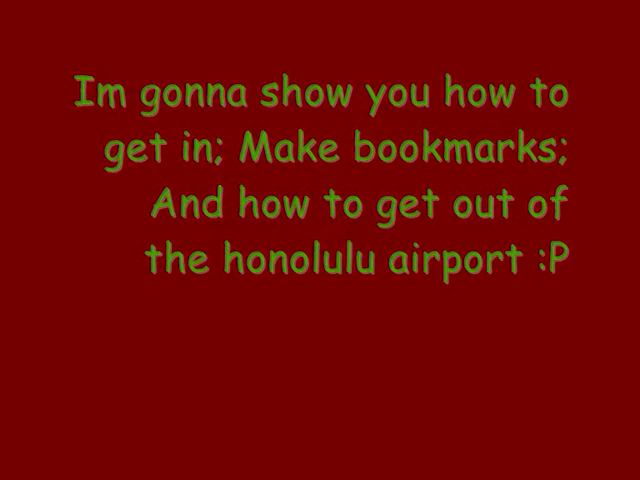 Im gonna show you how to
get in; Make bookmarks;
And how to get out of
the honolulu airport :P